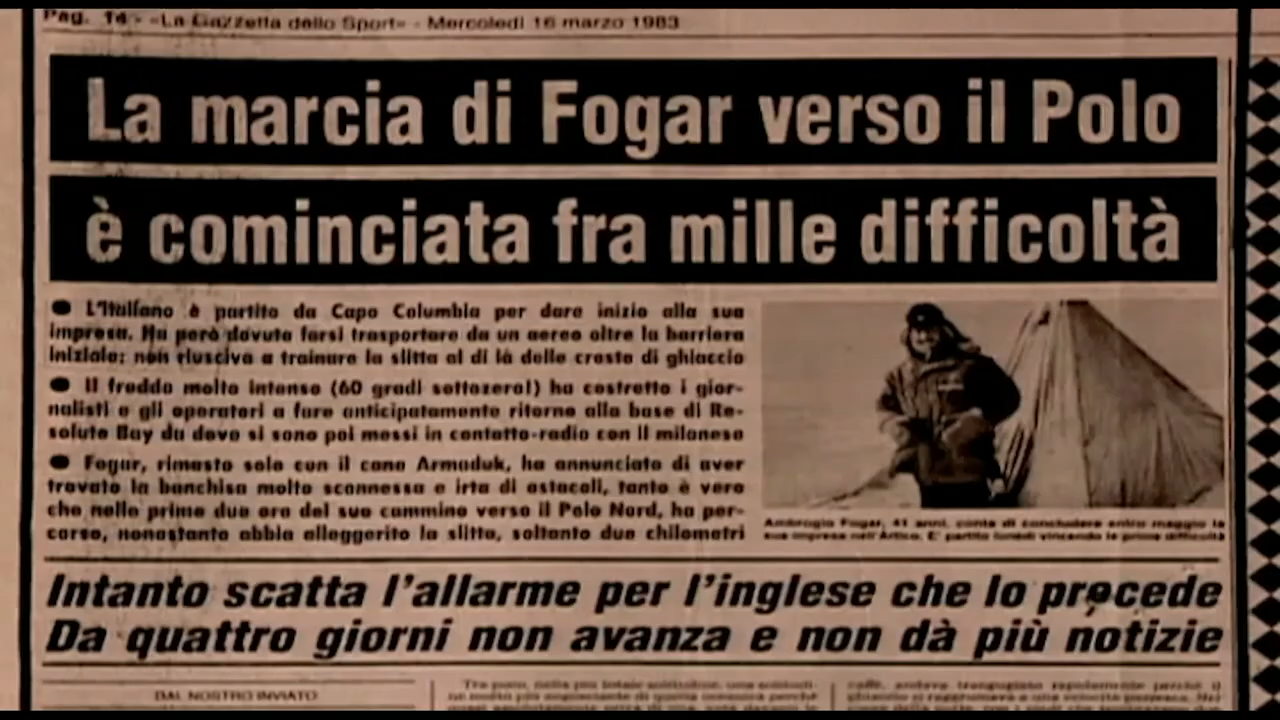 Pag. 14 - «La Gazzetta dello Sport» - Mercoledì 16 marzo 1983
La marcia di Fogar verso il Polo
è cominciata fra mille difficoltà
● L'italiano è partito da Capo Columbia per dare inizio alla sua
impresa. Ha però dovuto farsi trasportare da un aereo oltre la barriera
iniziale; non riusciva a trainare la slitta al di là delle creste di ghiaccio
● Il freddo molto intenso (60 gradi sottozero!) ha costretto i gior-
nalisti e gli operatori a fare anticipatamente ritorno alla base di Re-
solute Bay da dove si sono poi messi in contatto-radio con il milanese
● Fogar, rimasto solo con il cane Armaduk, ha annunciato di aver
trovato la banchisa molto sconnessa e irta di ostacoli, tanto è vero
che nelle prime due ore del suo cammino verso il Polo Nord, ha per-
corso, nonostante abbia alleggerito la slitta, soltanto due chilometri
Ambrogio Fogar, 41 anni, conta di concludere entro maggio la
sua impresa nell'Artico. E' partito lunedì vincendo le prime difficoltà
Intanto scatta l'allarme per l'inglese che lo precede
Da quattro giorni non avanza e non dà più notizie
DAL NOSTRO INVIATO